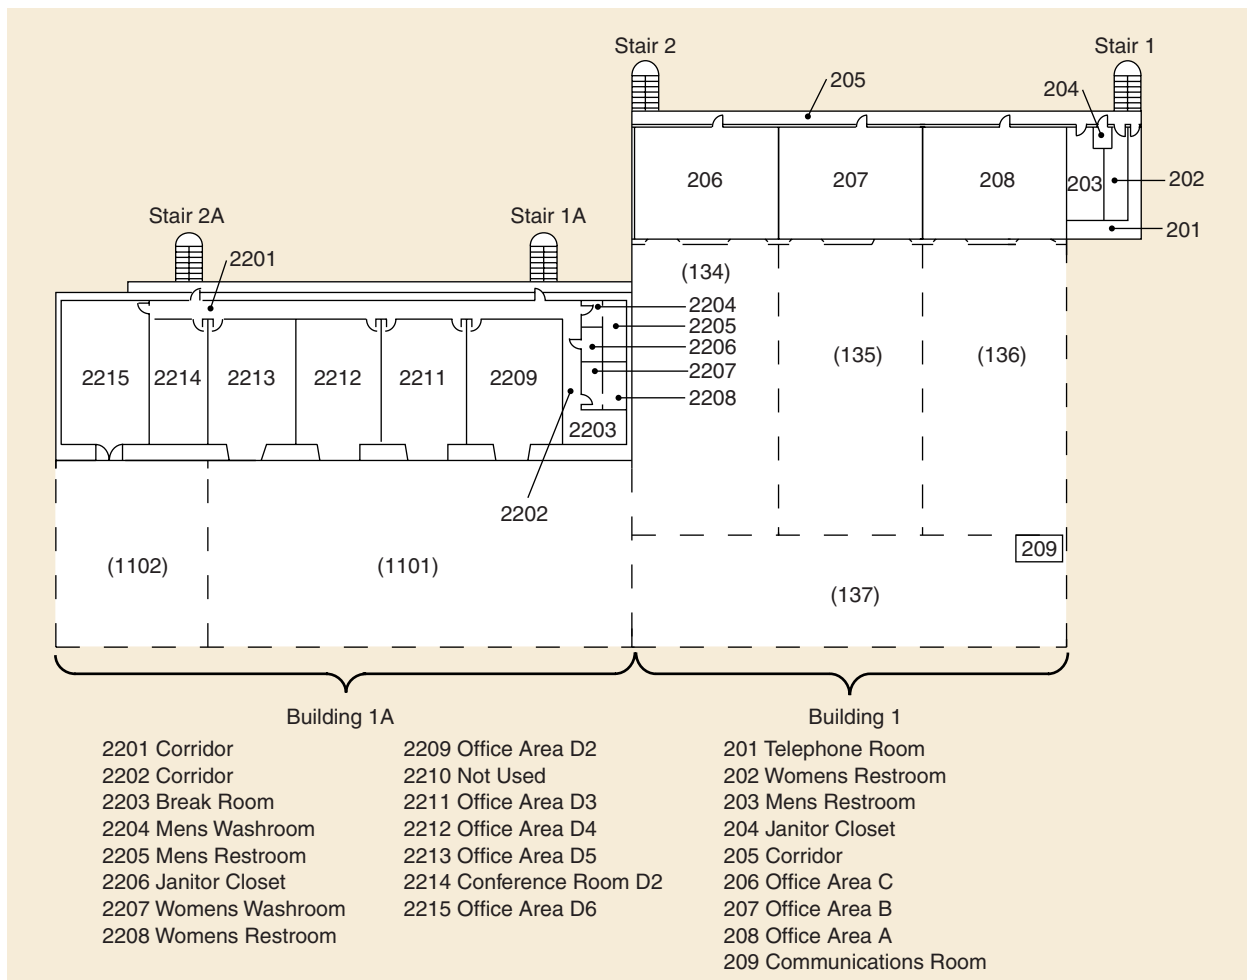 Stair 2
Stair 1
205
204
206
207
208
203
202
201
Stair 2A
Stair 1A
2201
(134)
2204
2205
2206
2207
2208
(135)
(136)
2215
2214
2213
2212
2211
2209
2203
2202
209
(1102)
(1101)
(137)
Building 1A
Building 1
2201 Corridor
2202 Corridor
2203 Break Room
2204 Mens Washroom
2205 Mens Restroom
2206 Janitor Closet
2207 Womens Washroom
2208 Womens Restroom
2209 Office Area D2
2210 Not Used
2211 Office Area D3
2212 Office Area D4
2213 Office Area D5
2214 Conference Room D2
2215 Office Area D6
201 Telephone Room
202 Womens Restroom
203 Mens Restroom
204 Janitor Closet
205 Corridor
206 Office Area C
207 Office Area B
208 Office Area A
209 Communications Room